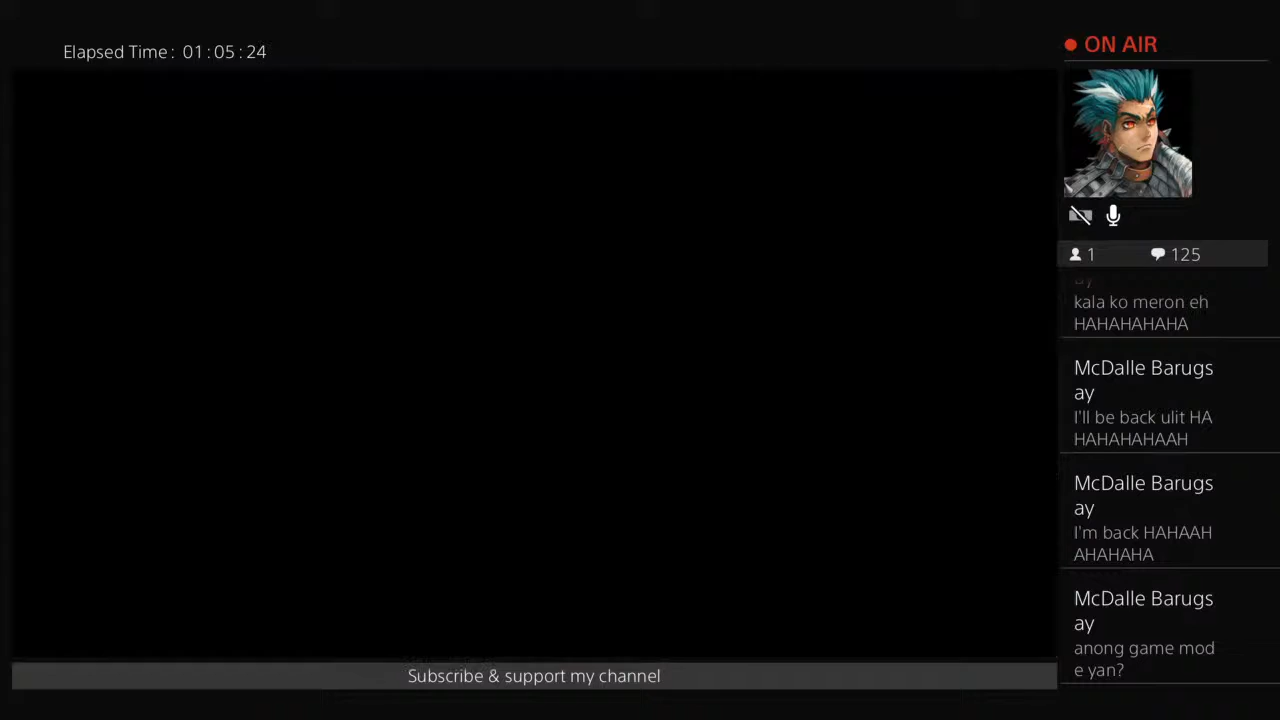 Elapsed Time: 01:05:24
ON AIR
1 125
ay
kala ko meron eh
HAHAHAHAHA
McDalle Barugs
ay
I'll be back ulit HA
HAHAHAHAAH
McDalle Barugs
ay
I'm back HAHAAH
AHAHAHA
McDalle Barugs
ay
anong game mod
e yan?
Subscribe & support my channel